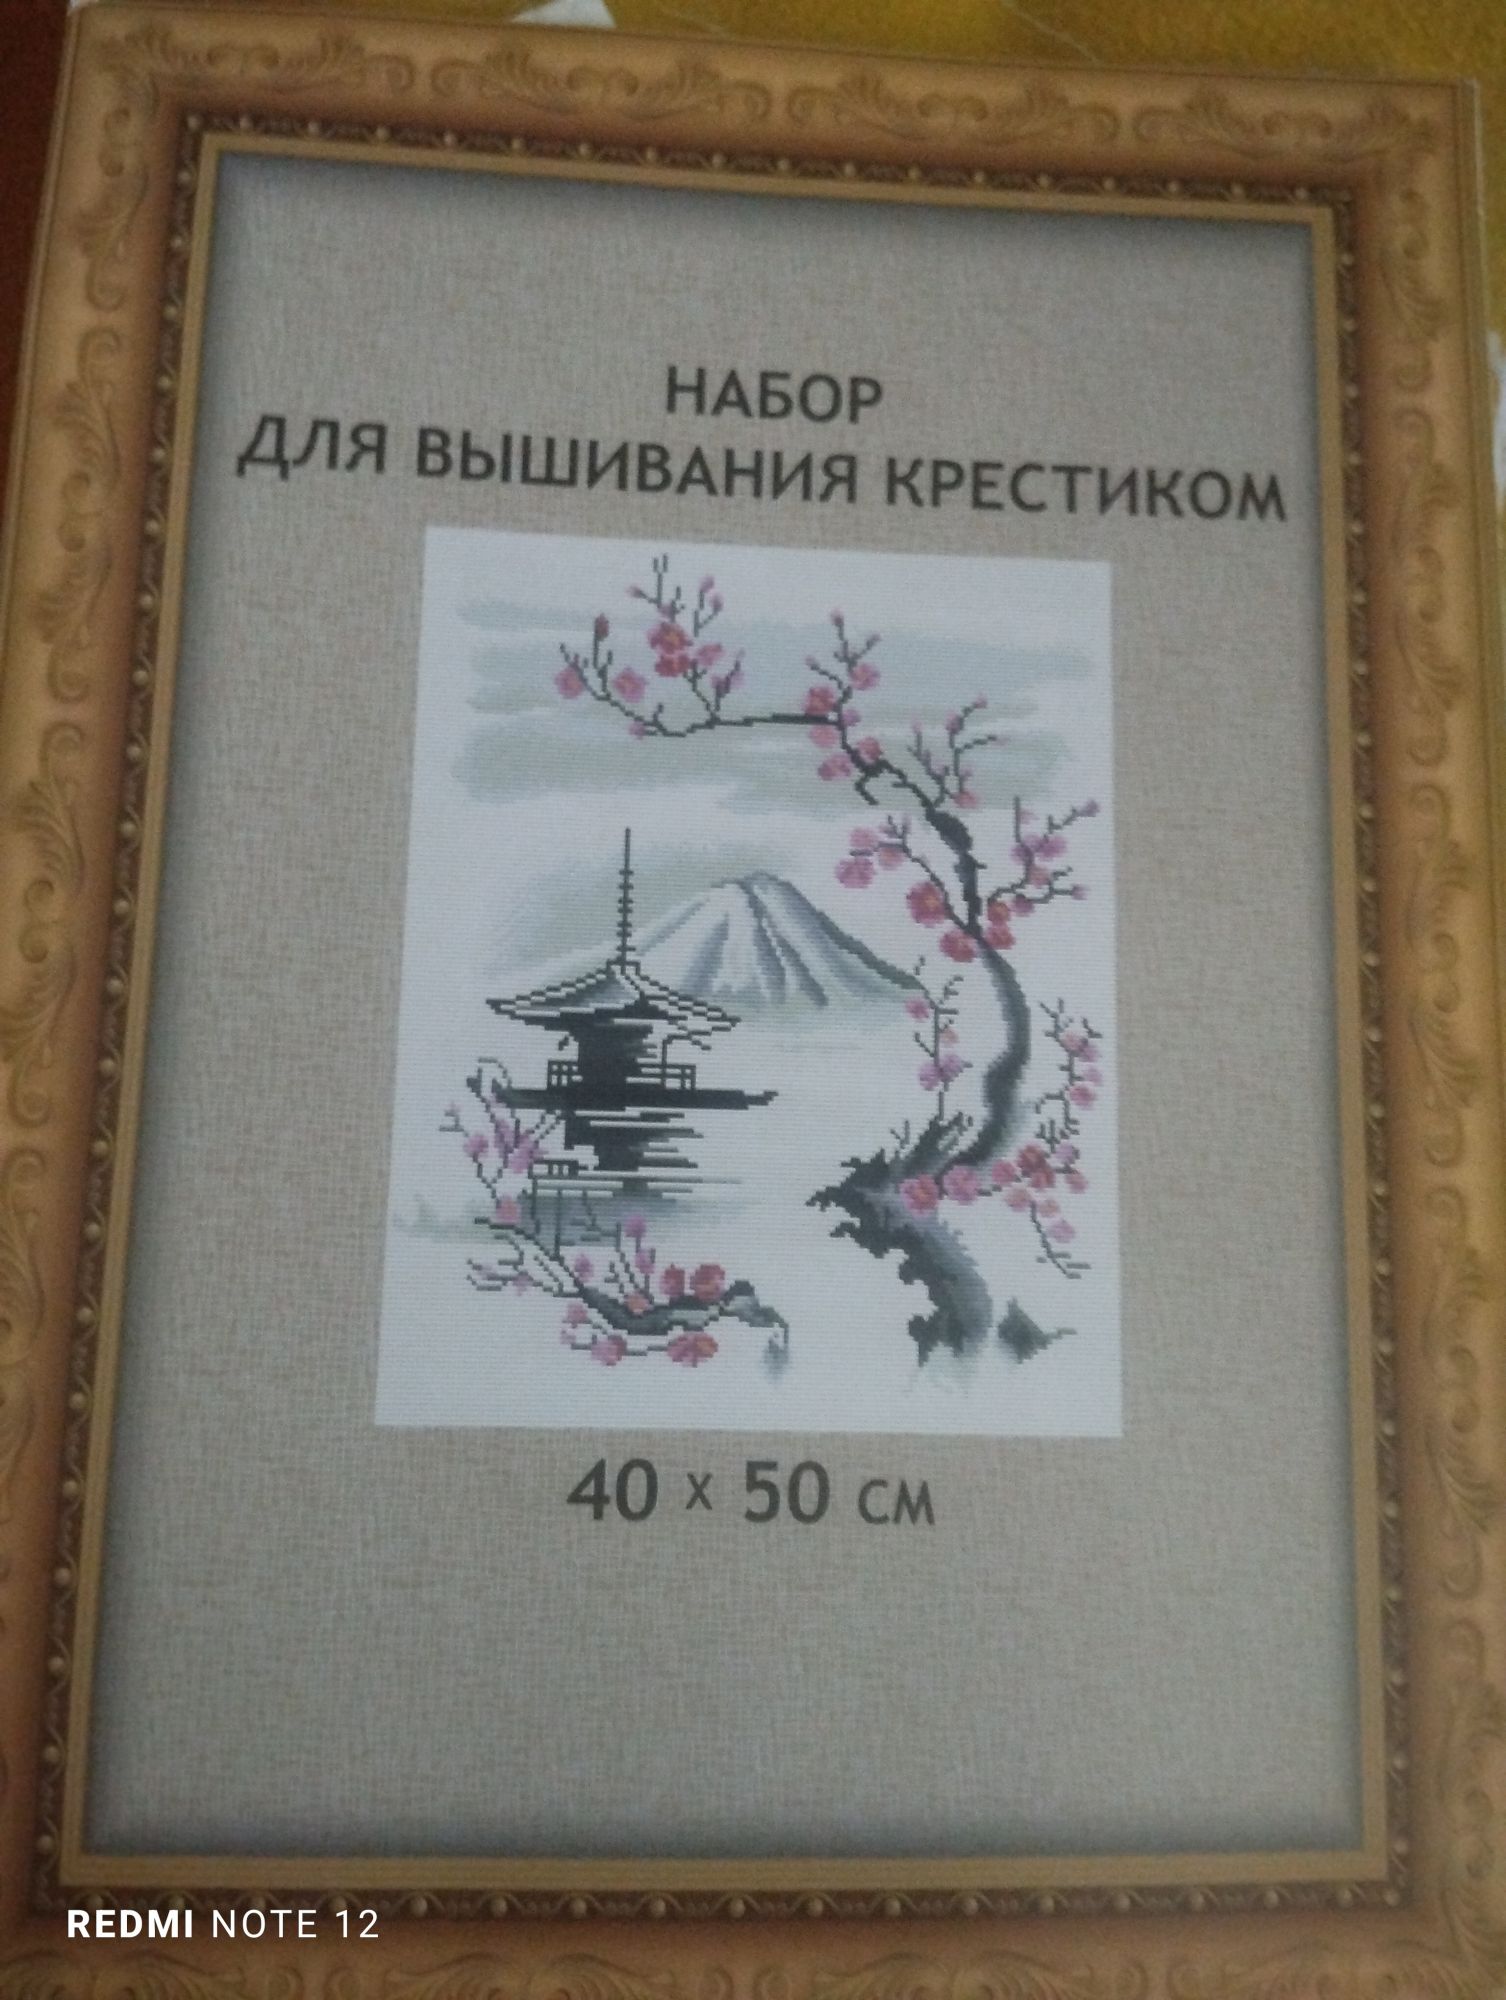 НАБОР
ДЛЯ ВЫШИВАНИЯ КРЕСТИКОМ
40 x 50 СМ
REDMI NOTE 12